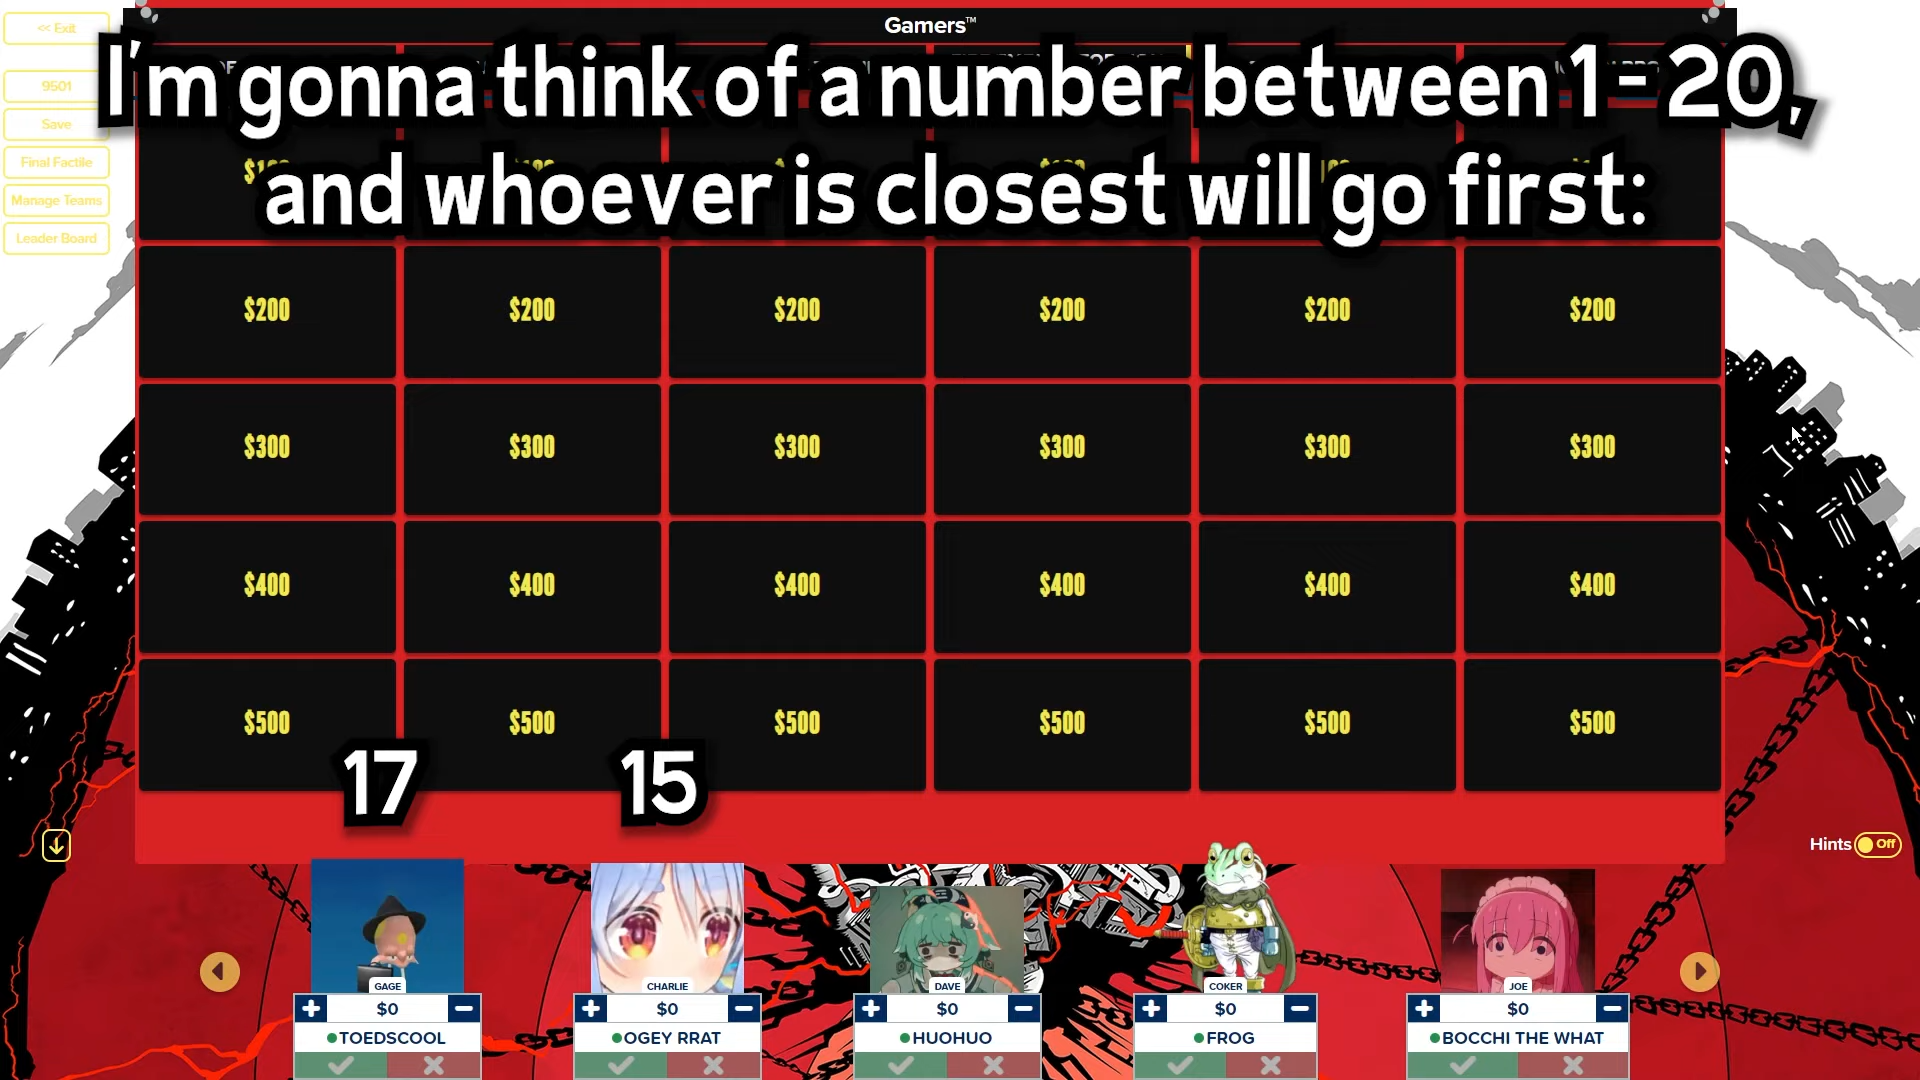 Gamers™
<< Exit
9501
Save
Final Factile
Manage Teams
Leader Board
I'm gonna think of a number between 1 - 20,
and whoever is closest will go first:
$200 $200 $200 $200 $200 $200
$300 $300 $300 $300 $300 $300
$400 $400 $400 $400 $400 $400
$500 $500 $500 $500 $500 $500
17 15
Hints Off
GAGE CHARLIE DAVE COKER JOE
+ $0 − + $0 − + $0 − + $0 − + $0 −
TOEDSCOOL OGEY RRAT HUOHUO FROG BOCCHI THE WHAT